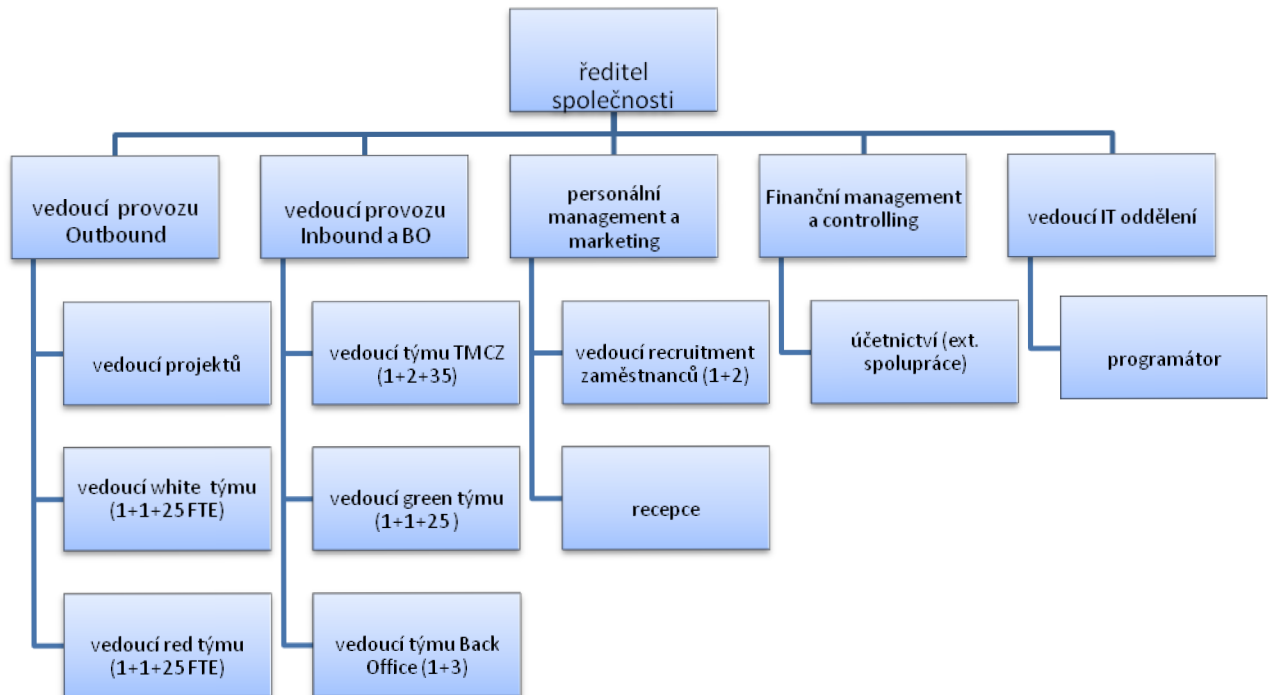 ředitel
společnosti
vedoucí provozu
Outbound
vedoucí provozu
Inbound a BO
personální
management a
marketing
Finanční management
a controlling
vedoucí IT oddělení
vedoucí projektů
vedoucí týmu TMCZ
(1+2+35)
vedoucí recruitment
zaměstnanců (1+2)
účetnictví (ext.
spolupráce)
programátor
vedoucí white týmu
(1+1+25 FTE)
vedoucí green týmu
(1+1+25 )
recepce
vedoucí red týmu
(1+1+25 FTE)
vedoucí týmu Back
Office (1+3)